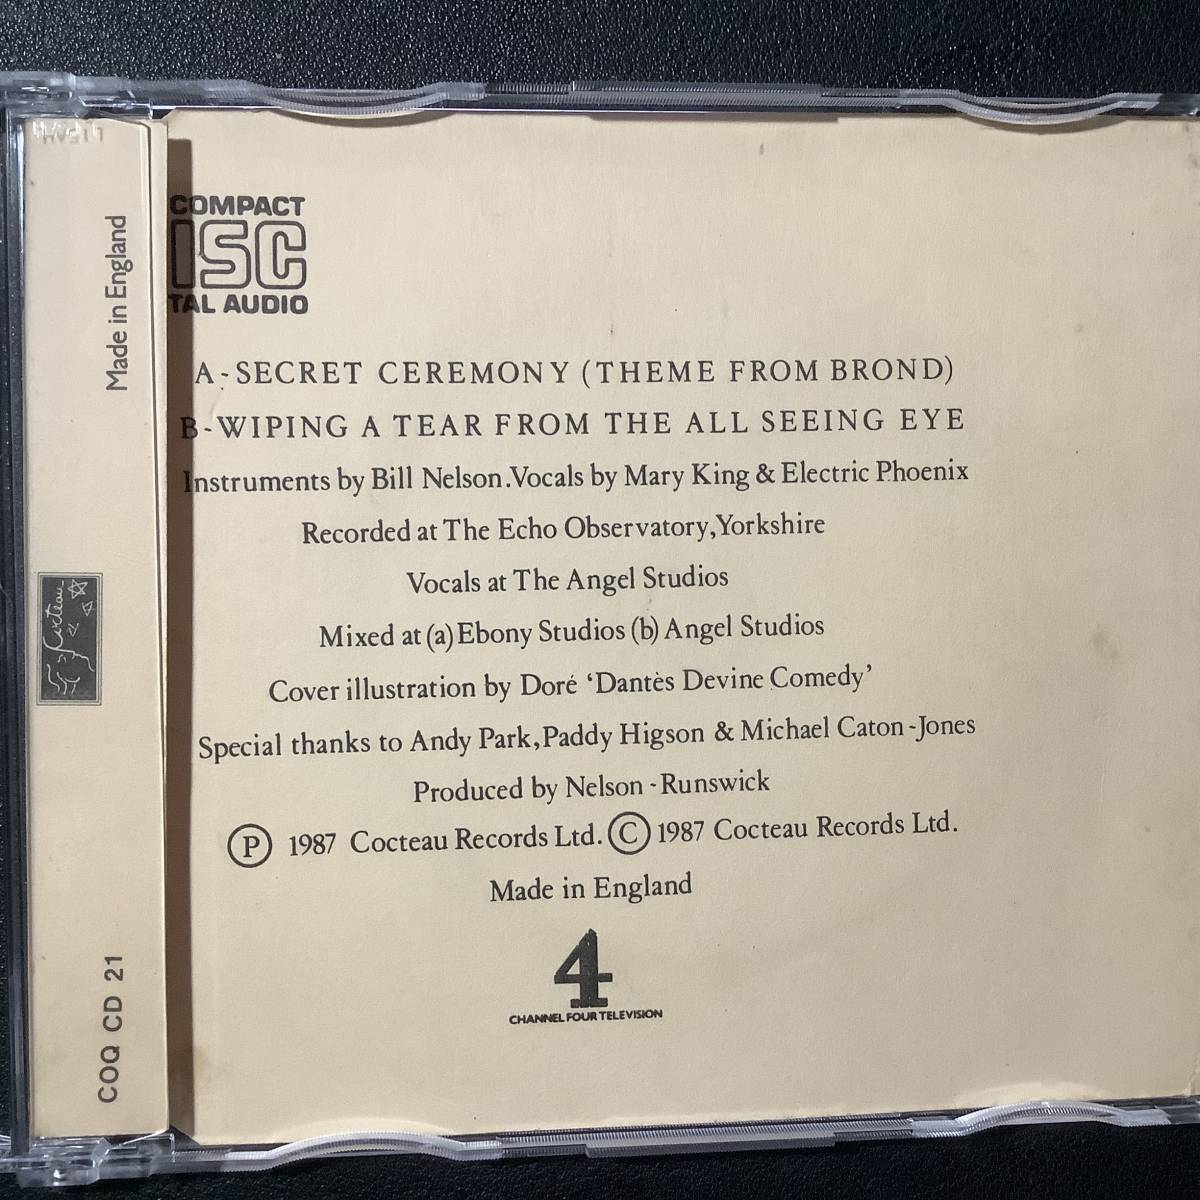 Made in England
Cocteau
COQ CD 21
COMPACT
ISC
TAL AUDIO
A-SECRET CEREMONY (THEME FROM BROND)
B-WIPING A TEAR FROM THE ALL SEEING EYE
Instruments by Bill Nelson.Vocals by Mary King & Electric Phoenix
Recorded at The Echo Observatory,Yorkshire
Vocals at The Angel Studios
Mixed at (a) Ebony Studios (b) Angel Studios
Cover illustration by Doré ‘Dantès Devine Comedy’
Special thanks to Andy Park,Paddy Higson & Michael Caton-Jones
Produced by Nelson-Runswick
Ⓟ 1987 Cocteau Records Ltd. Ⓒ 1987 Cocteau Records Ltd.
Made in England
4
CHANNEL FOUR TELEVISION